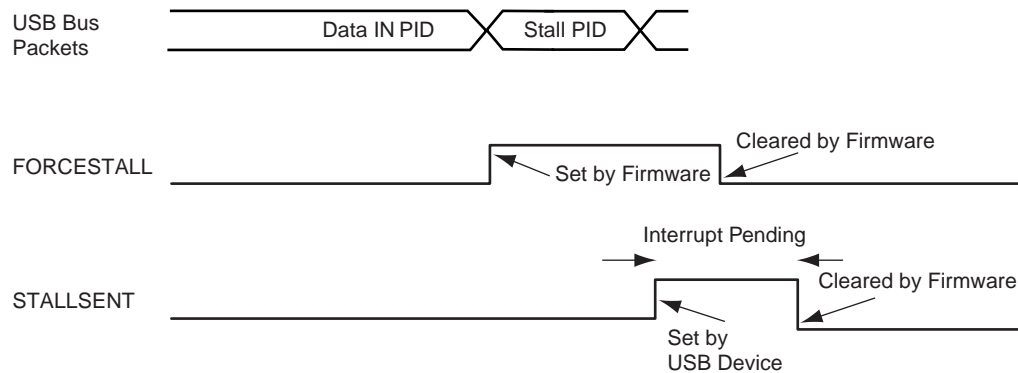 USB Bus
Packets
Data IN PID
Stall PID
FORCESTALL
Set by Firmware
Cleared by Firmware
Interrupt Pending
STALLSENT
Set by
USB Device
Cleared by Firmware